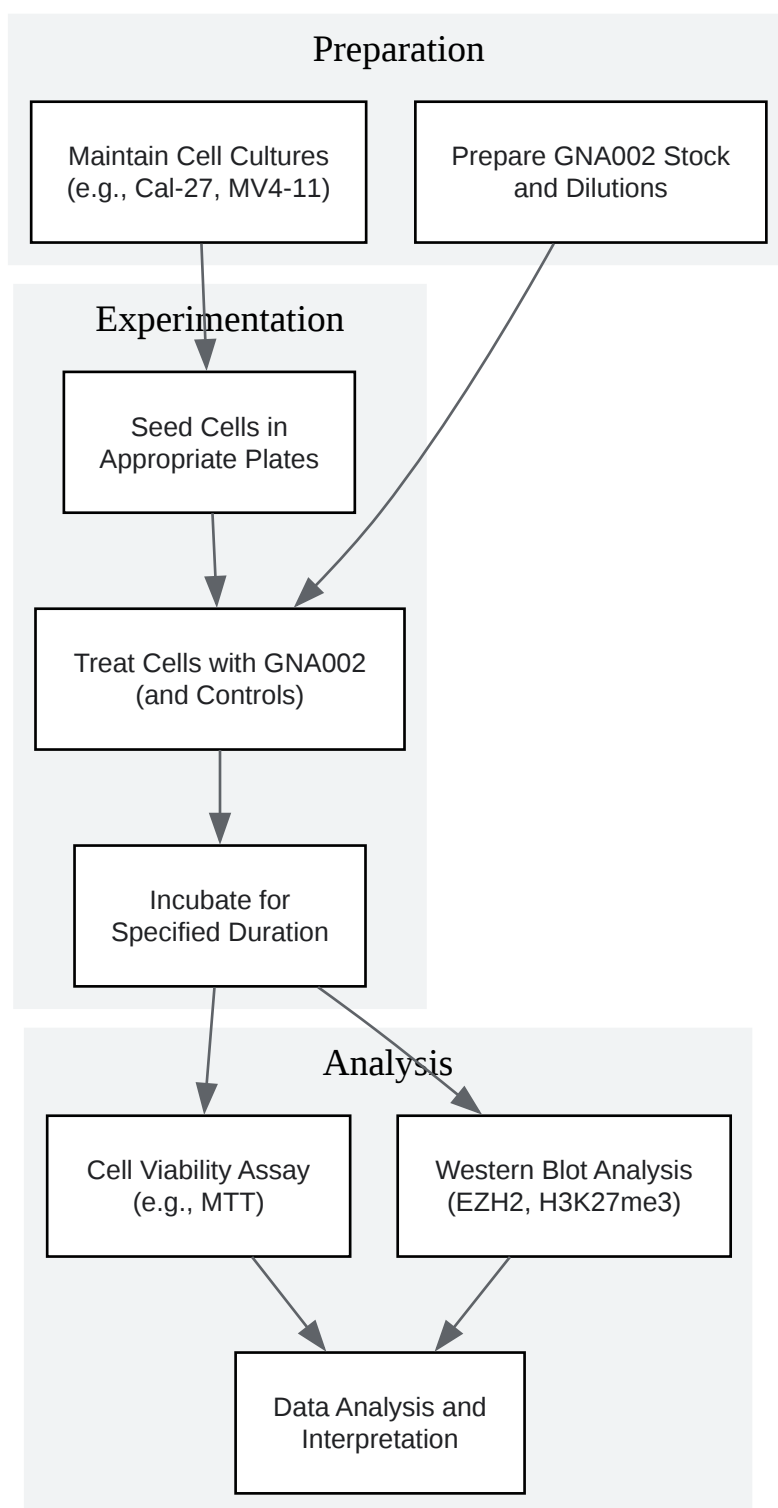 Preparation
Maintain Cell Cultures
(e.g., Cal-27, MV4-11)
Prepare GNA002 Stock
and Dilutions
Experimentation
Seed Cells in
Appropriate Plates
Treat Cells with GNA002
(and Controls)
Incubate for
Specified Duration
Analysis
Cell Viability Assay
(e.g., MTT)
Western Blot Analysis
(EZH2, H3K27me3)
Data Analysis and
Interpretation